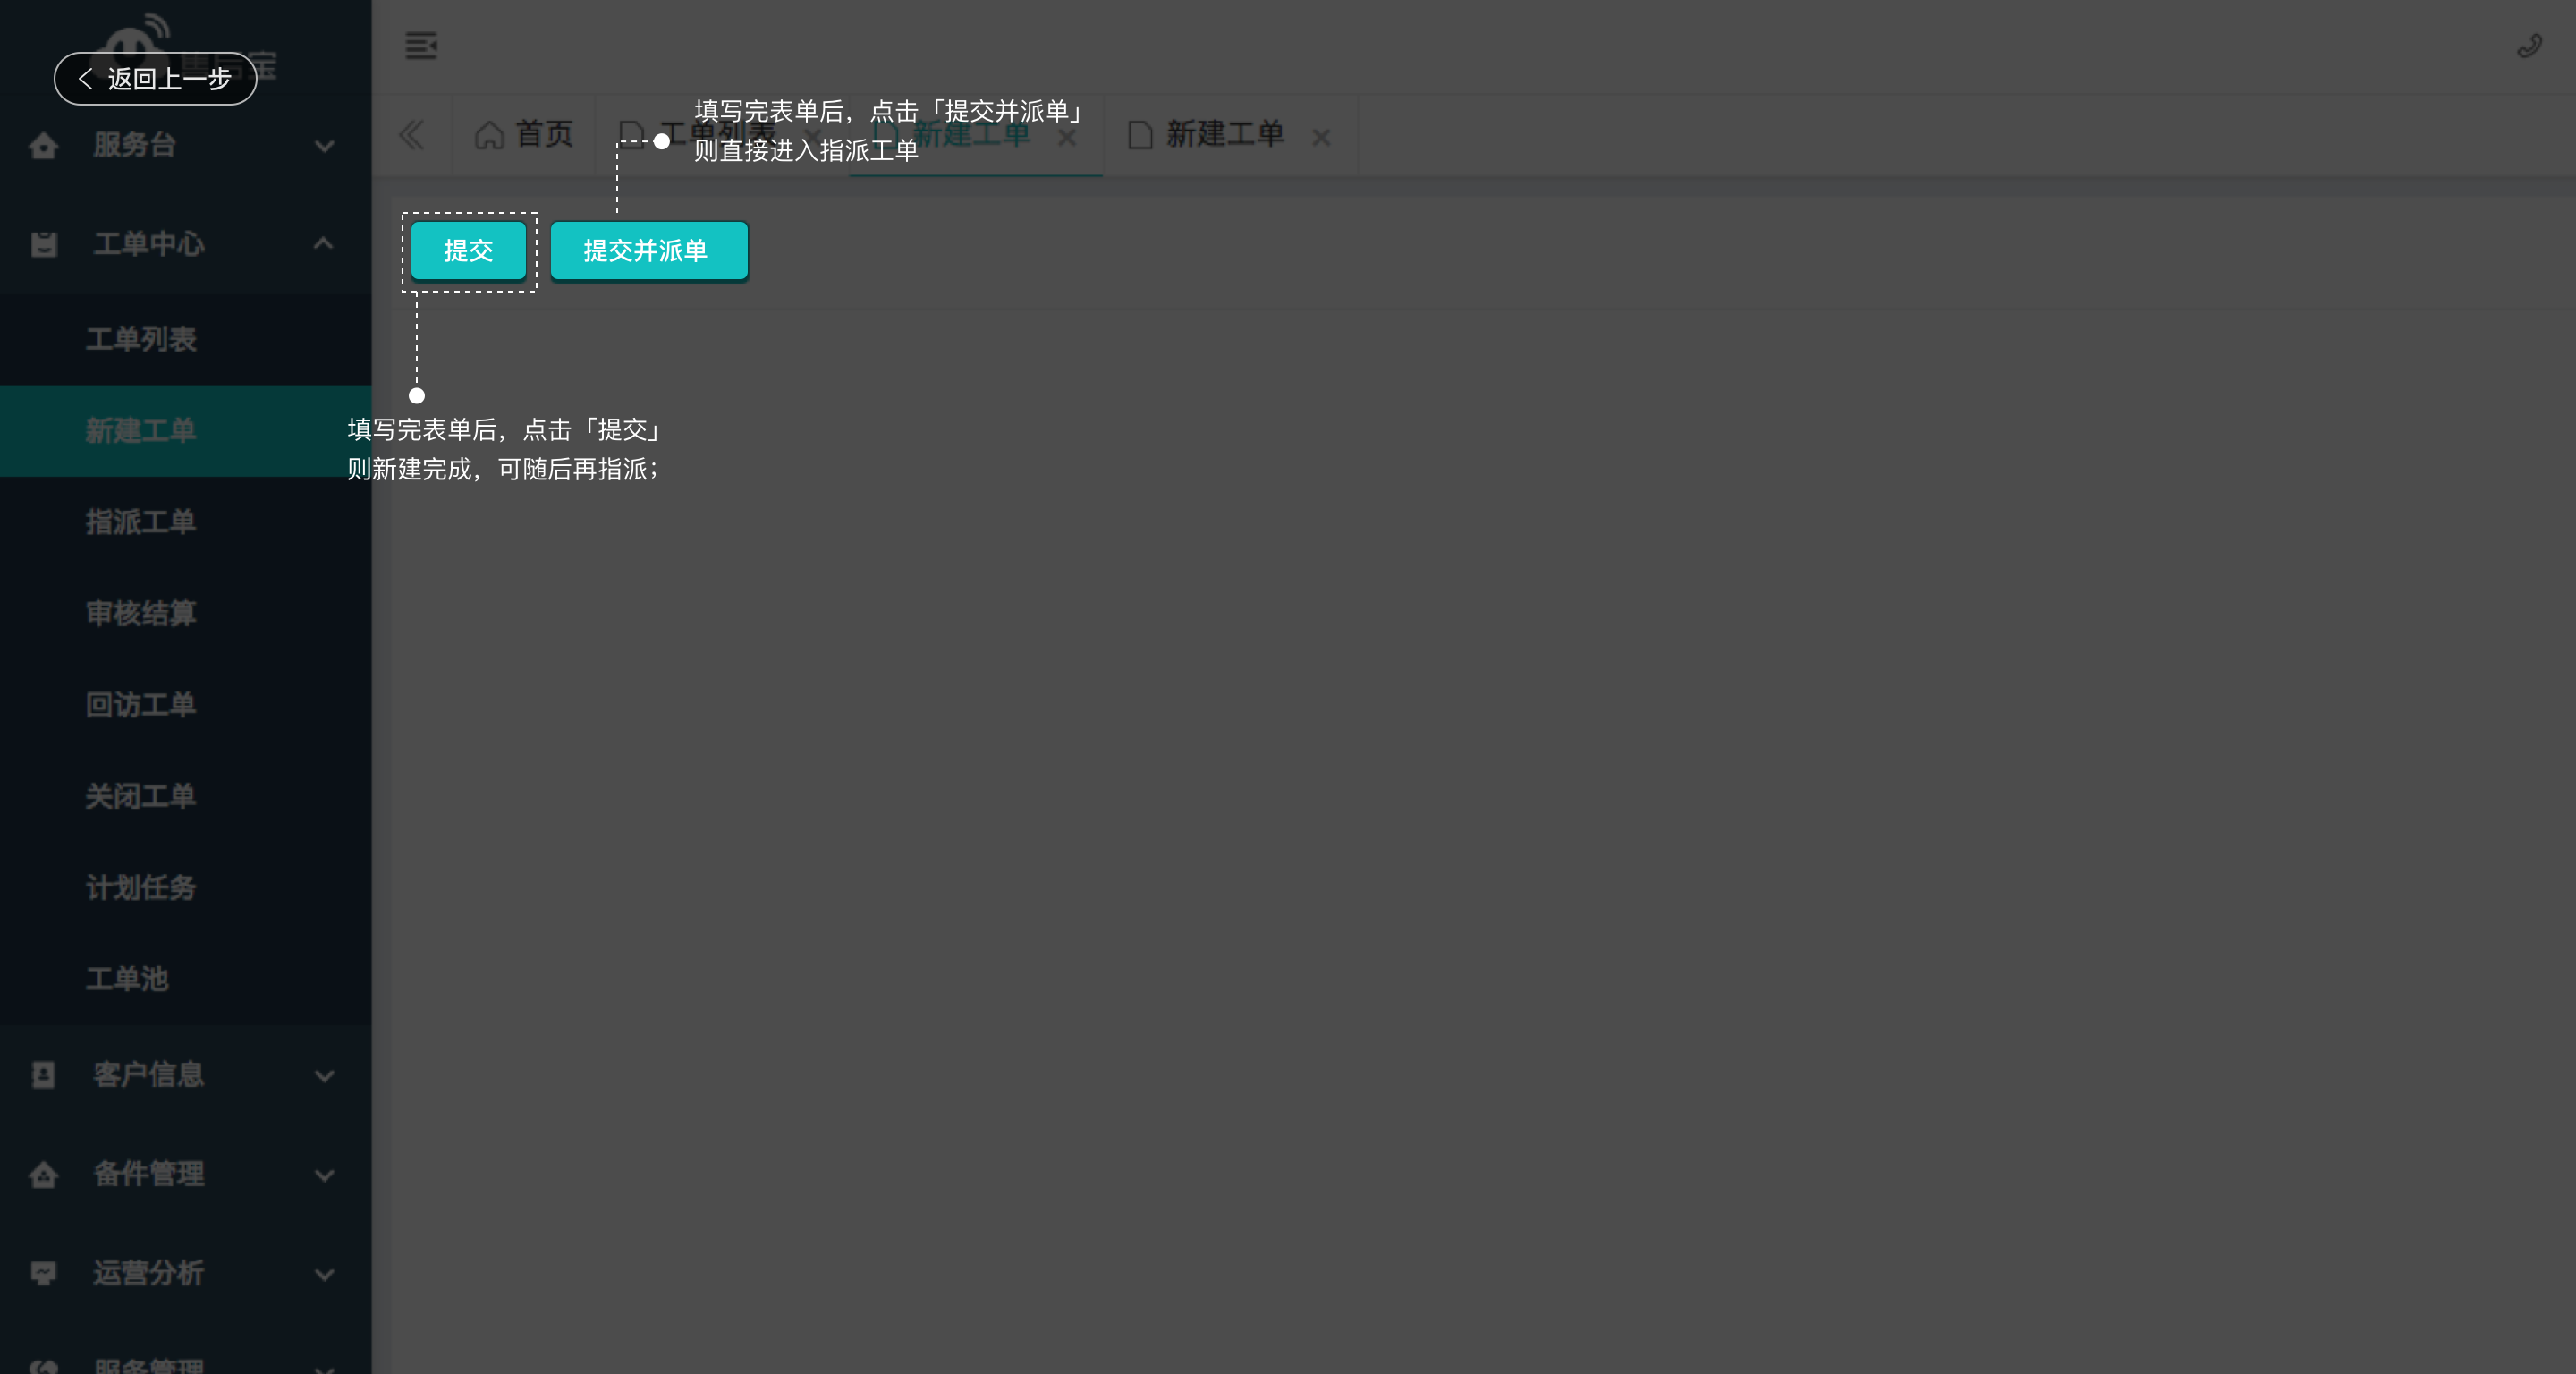 返回上一步
服务台
工单中心
工单列表
新建工单
指派工单
审核结算
回访工单
关闭工单
计划任务
工单池
客户信息
备件管理
运营分析
服务管理
首页
工单列表
新建工单
新建工单
填写完表单后，点击「提交并派单」
则直接进入指派工单
提交
提交并派单
填写完表单后，点击「提交」
则新建完成，可随后再指派；